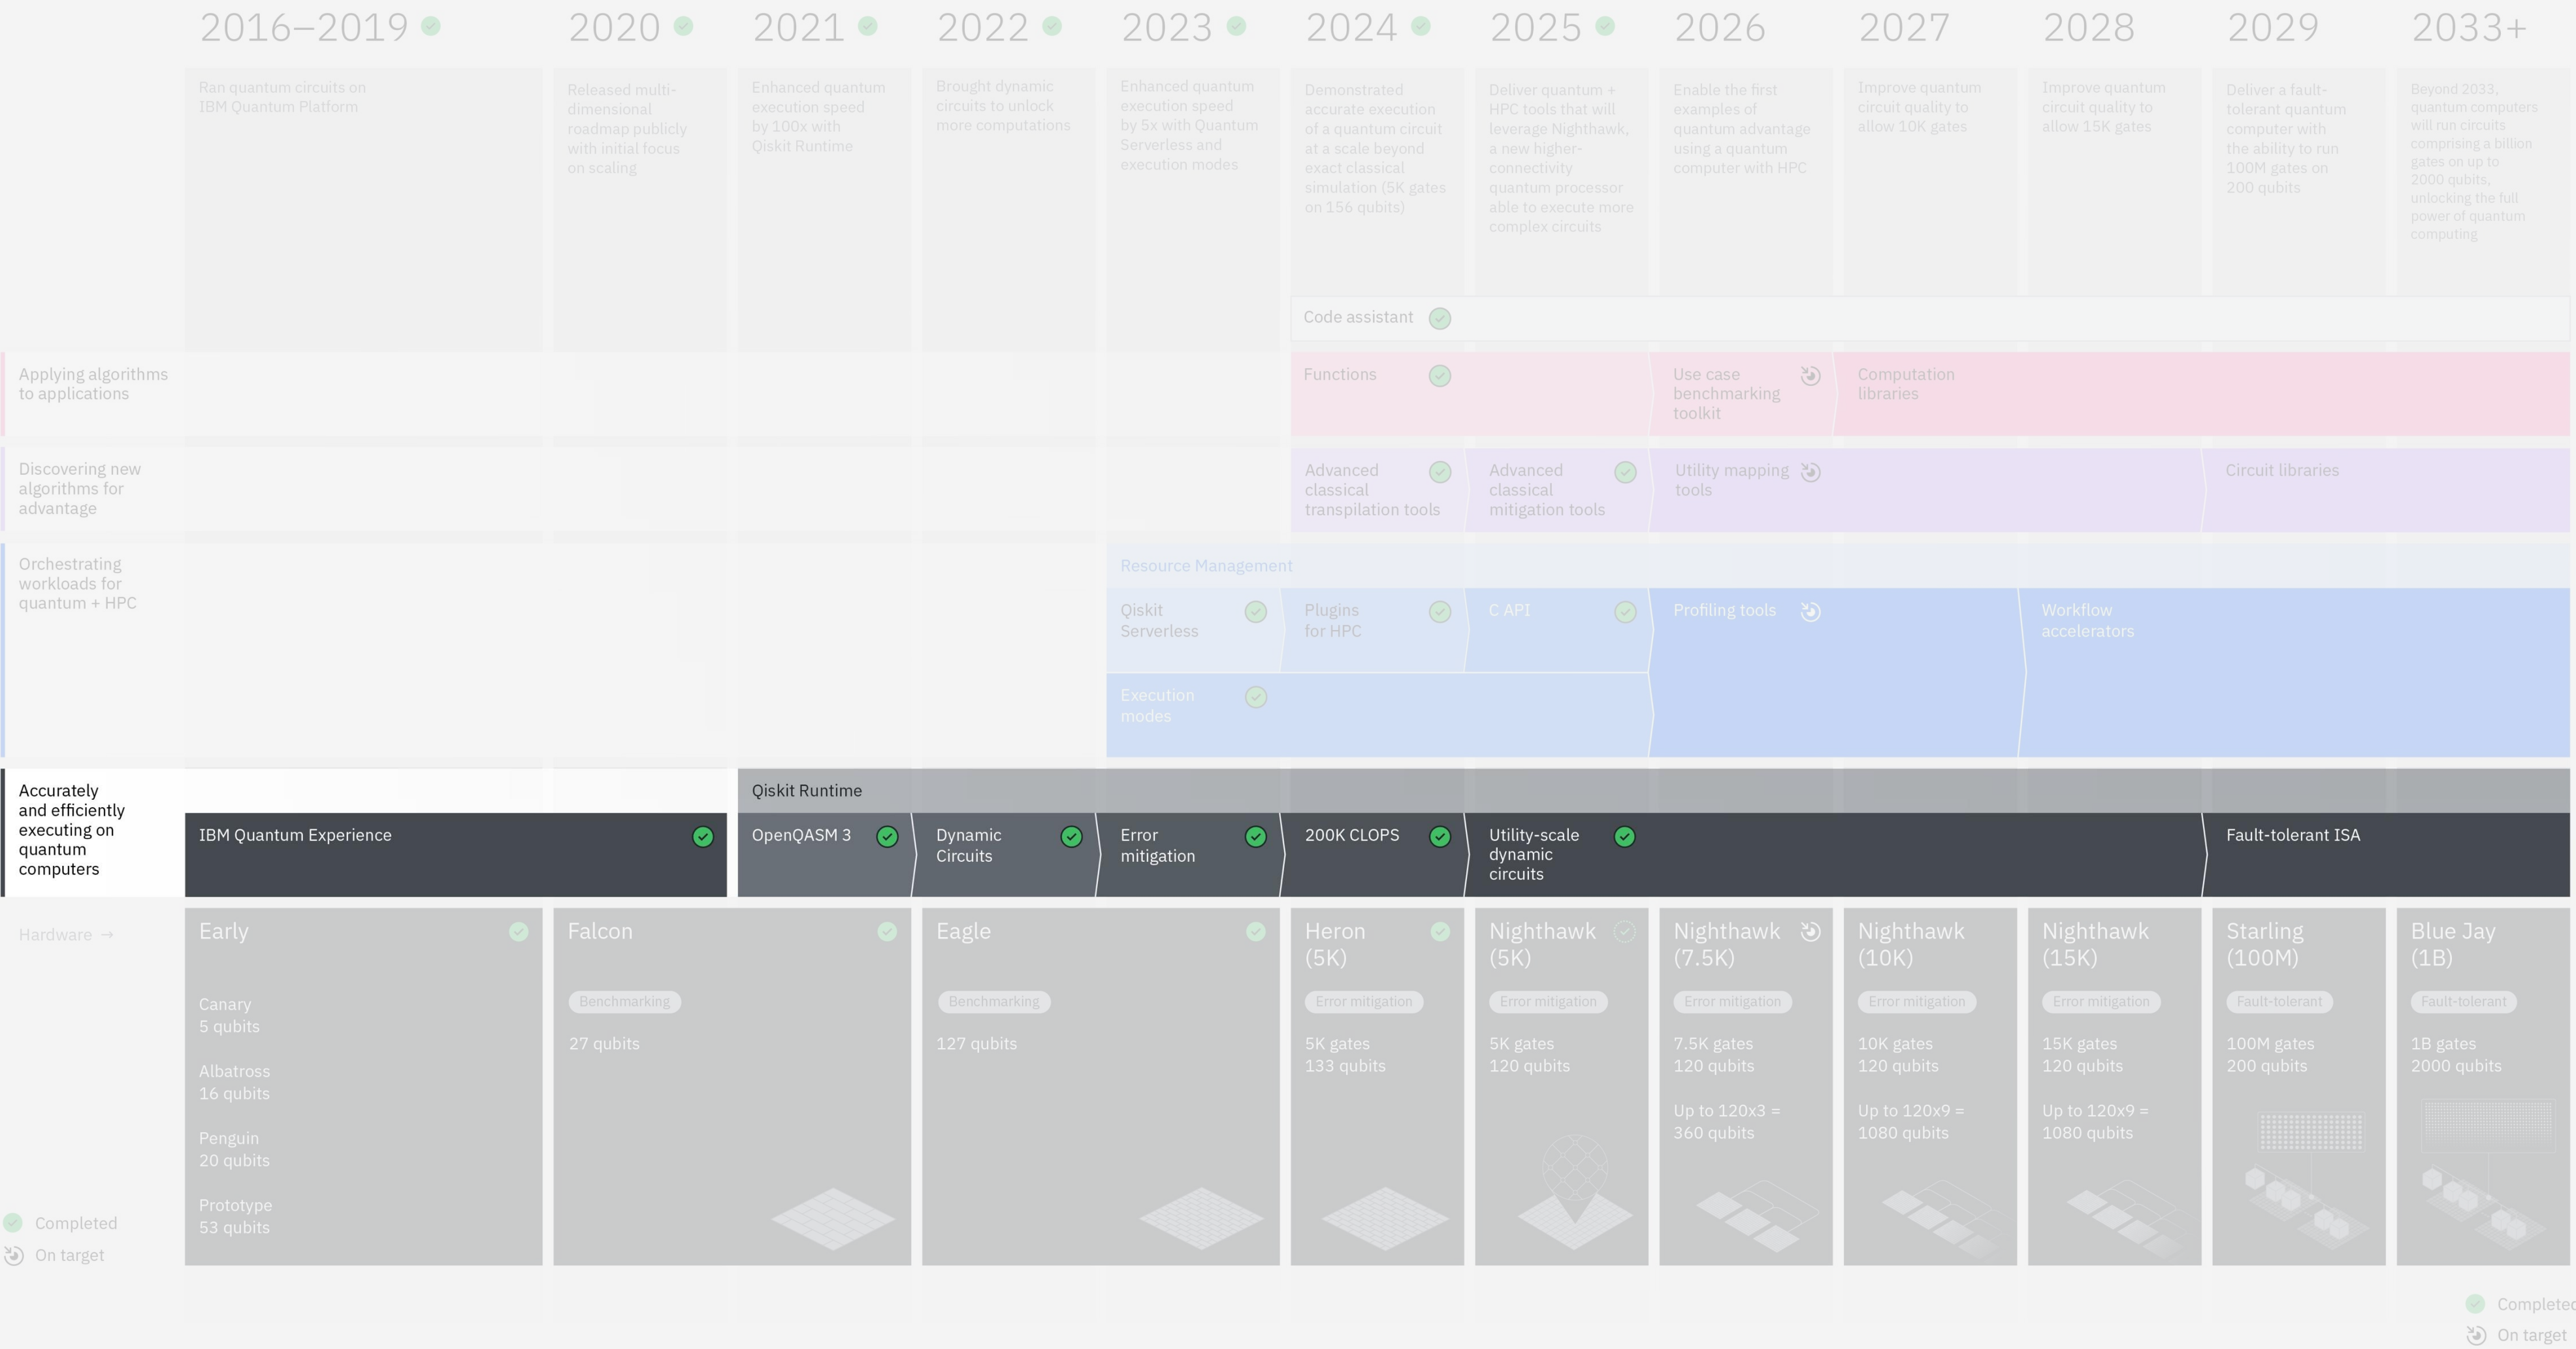 2016–2019
2020
2021
2022
2023
2024
2025
2026
2027
2028
2029
2033+
Ran quantum circuits on
IBM Quantum Platform
Released multi-
dimensional
roadmap publicly
with initial focus
on scaling
Enhanced quantum
execution speed
by 100x with
Qiskit Runtime
Brought dynamic
circuits to unlock
more computations
Enhanced quantum
execution speed
by 5x with Quantum
Serverless and
execution modes
Demonstrated
accurate execution
of a quantum circuit
at a scale beyond
exact classical
simulation (5K gates
on 156 qubits)
Deliver quantum +
HPC tools that will
leverage Nighthawk,
a new higher-
connectivity
quantum processor
able to execute more
complex circuits
Enable the first
examples of
quantum advantage
using a quantum
computer with HPC
Improve quantum
circuit quality to
allow 10K gates
Improve quantum
circuit quality to
allow 15K gates
Deliver a fault-
tolerant quantum
computer with
the ability to run
100M gates on
200 qubits
Beyond 2033,
quantum computers
will run circuits
comprising a billion
gates on up to
2000 qubits,
unlocking the full
power of quantum
computing
Code assistant
Applying algorithms
to applications
Functions
Use case
benchmarking
toolkit
Computation
libraries
Discovering new
algorithms for
advantage
Advanced
classical
transpilation tools
Advanced
classical
mitigation tools
Utility mapping
tools
Circuit libraries
Orchestrating
workloads for
quantum + HPC
Resource Management
Qiskit
Serverless
Plugins
for HPC
C API
Profiling tools
Workflow
accelerators
Execution
modes
Accurately
and efficiently
executing on
quantum
computers
Qiskit Runtime
IBM Quantum Experience
OpenQASM 3
Dynamic
Circuits
Error
mitigation
200K CLOPS
Utility-scale
dynamic
circuits
Fault-tolerant ISA
Hardware →
Early
Canary
5 qubits
Albatross
16 qubits
Penguin
20 qubits
Prototype
53 qubits
Falcon
Benchmarking
27 qubits
Eagle
Benchmarking
127 qubits
Heron
(5K)
Error mitigation
5K gates
133 qubits
Nighthawk
(5K)
Error mitigation
5K gates
120 qubits
Nighthawk
(7.5K)
Error mitigation
7.5K gates
120 qubits
Up to 120x3 =
360 qubits
Nighthawk
(10K)
Error mitigation
10K gates
120 qubits
Up to 120x9 =
1080 qubits
Nighthawk
(15K)
Error mitigation
15K gates
120 qubits
Up to 120x9 =
1080 qubits
Starling
(100M)
Fault-tolerant
100M gates
200 qubits
Blue Jay
(1B)
Fault-tolerant
1B gates
2000 qubits
Completed
On target
Completed
On target